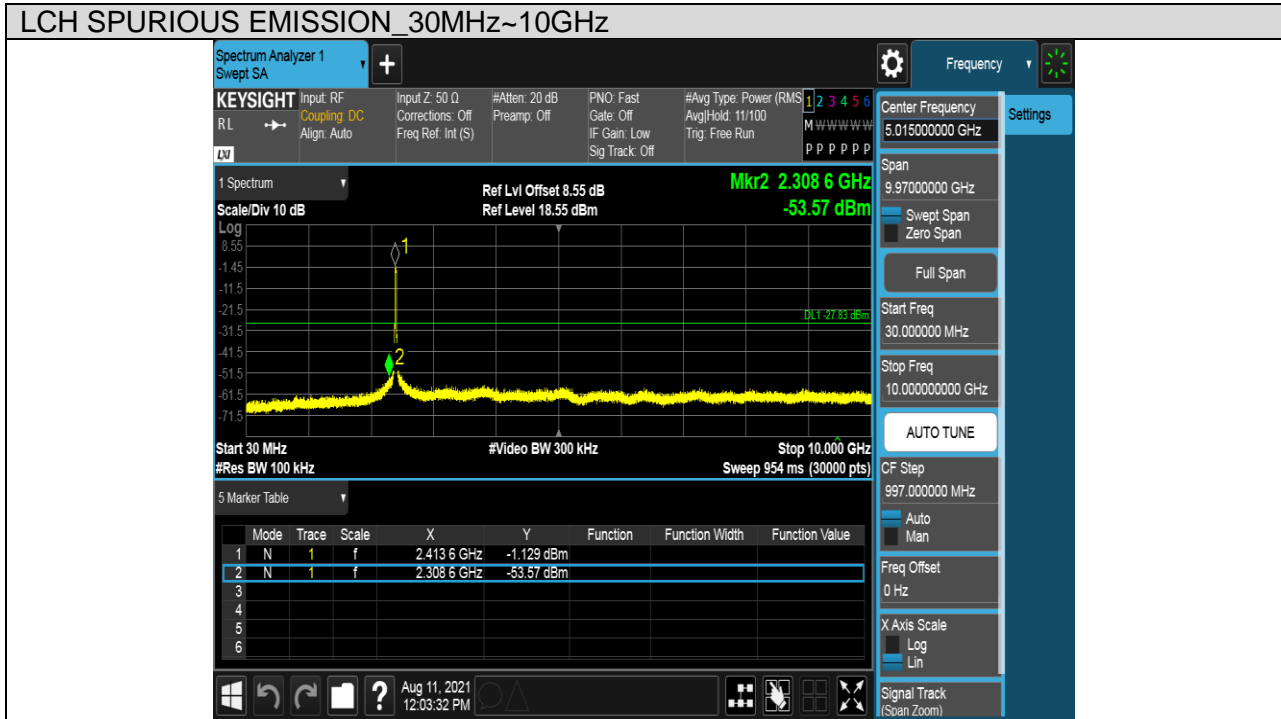 LCH SPURIOUS EMISSION_30MHz~10GHz
Spectrum Analyzer 1
Swept SA
+
Frequency
KEYSIGHT
RL
LXI
Input: RF
Coupling: DC
Align: Auto
Input Z: 50 Ω
Corrections: Off
Freq Ref: Int (S)
#Atten: 20 dB
Preamp: Off
PNO: Fast
Gate: Off
IF Gain: Low
Sig Track: Off
#Avg Type: Power (RMS
Avg|Hold: 11/100
Trig: Free Run
1 2 3 4 5 6
M W W W W W
P P P P P P
1 Spectrum
Scale/Div 10 dB
Ref Lvl Offset 8.55 dB
Ref Level 18.55 dBm
Mkr2 2.308 6 GHz
-53.57 dBm
Log
8.55
-1.45
-11.5
-21.5
-31.5
-41.5
-51.5
-61.5
-71.5
1
2
DL1 -27.83 dBm
Start 30 MHz
#Video BW 300 kHz
Stop 10.000 GHz
#Res BW 100 kHz
Sweep 954 ms (30000 pts)
5 Marker Table
Mode Trace Scale X Y Function Function Width Function Value
1 N 1 f 2.413 6 GHz -1.129 dBm
2 N 1 f 2.308 6 GHz -53.57 dBm
3
4
5
6
?
Aug 11, 2021
12:03:32 PM
Center Frequency
5.015000000 GHz
Settings
Span
9.97000000 GHz
Swept Span
Zero Span
Full Span
Start Freq
30.000000 MHz
Stop Freq
10.000000000 GHz
AUTO TUNE
CF Step
997.000000 MHz
Auto
Man
Freq Offset
0 Hz
X Axis Scale
Log
Lin
Signal Track
(Span Zoom)